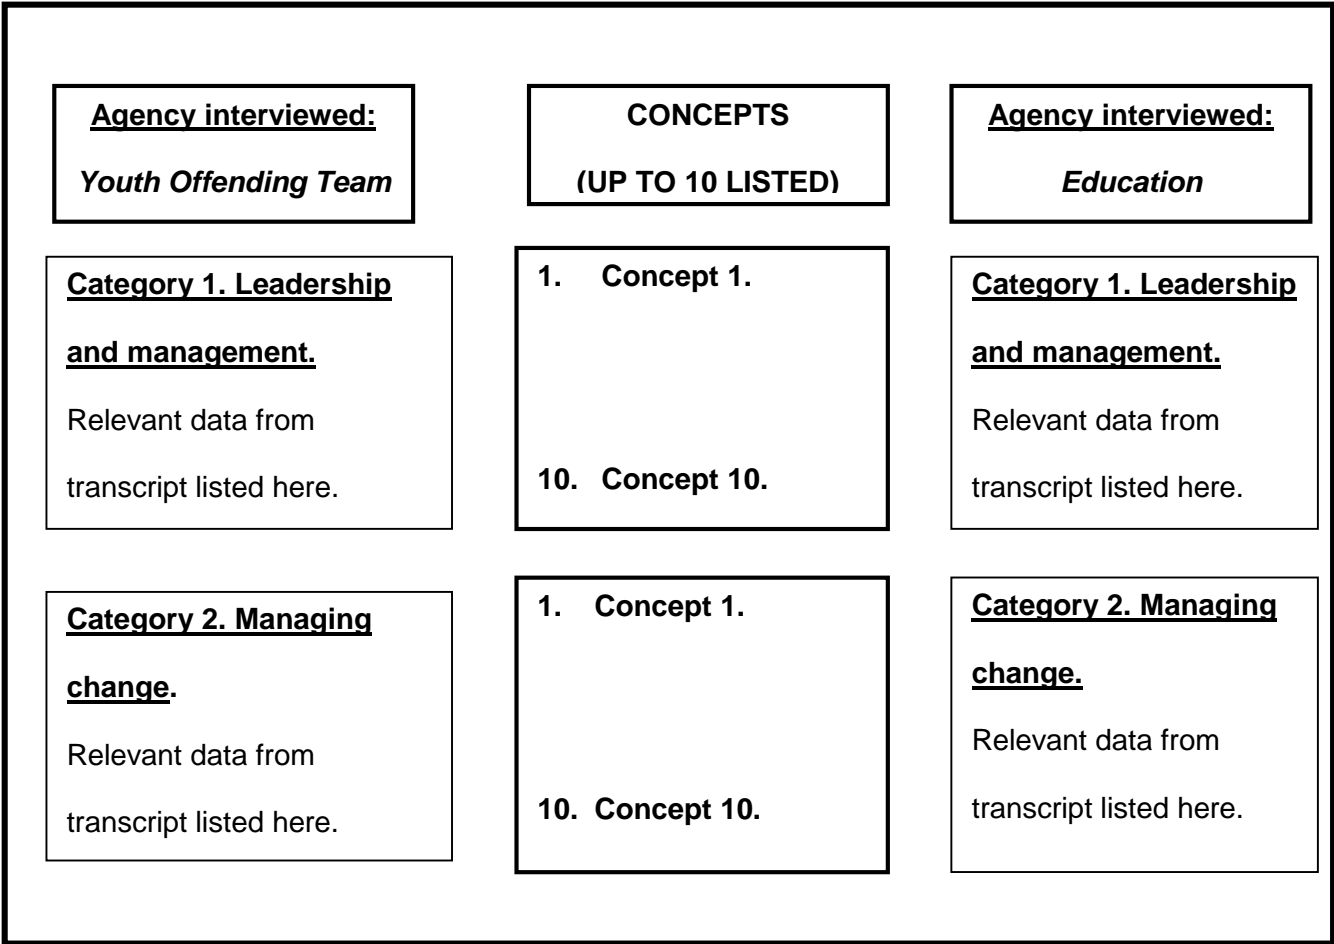 Agency interviewed:
Youth Offending Team
CONCEPTS
(UP TO 10 LISTED)
Agency interviewed:
Education
Category 1. Leadership
and management.
Relevant data from
transcript listed here.
1. Concept 1.
10. Concept 10.
Category 1. Leadership
and management.
Relevant data from
transcript listed here.
Category 2. Managing
change.
Relevant data from
transcript listed here.
1. Concept 1.
10. Concept 10.
Category 2. Managing
change.
Relevant data from
transcript listed here.